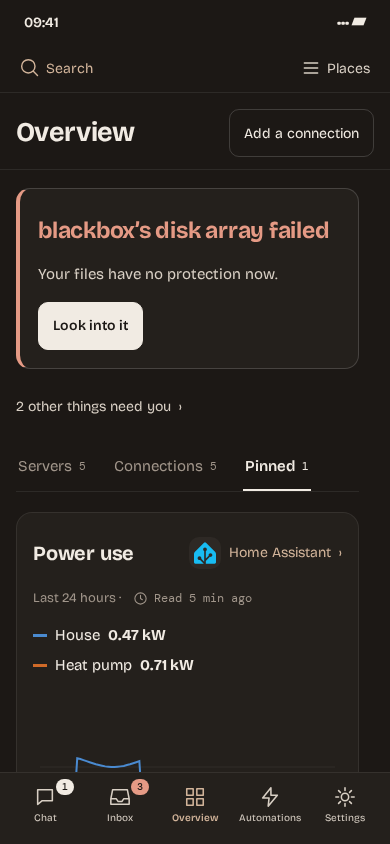 09:41
Search
Places
Overview
Add a connection
blackbox's disk array failed
Your files have no protection now.
Look into it
2 other things need you ›
Servers 5 Connections 5 Pinned 1
Power use
Home Assistant ›
Last 24 hours · Read 5 min ago
House 0.47 kW
Heat pump 0.71 kW
1
3
Chat Inbox Overview Automations Settings